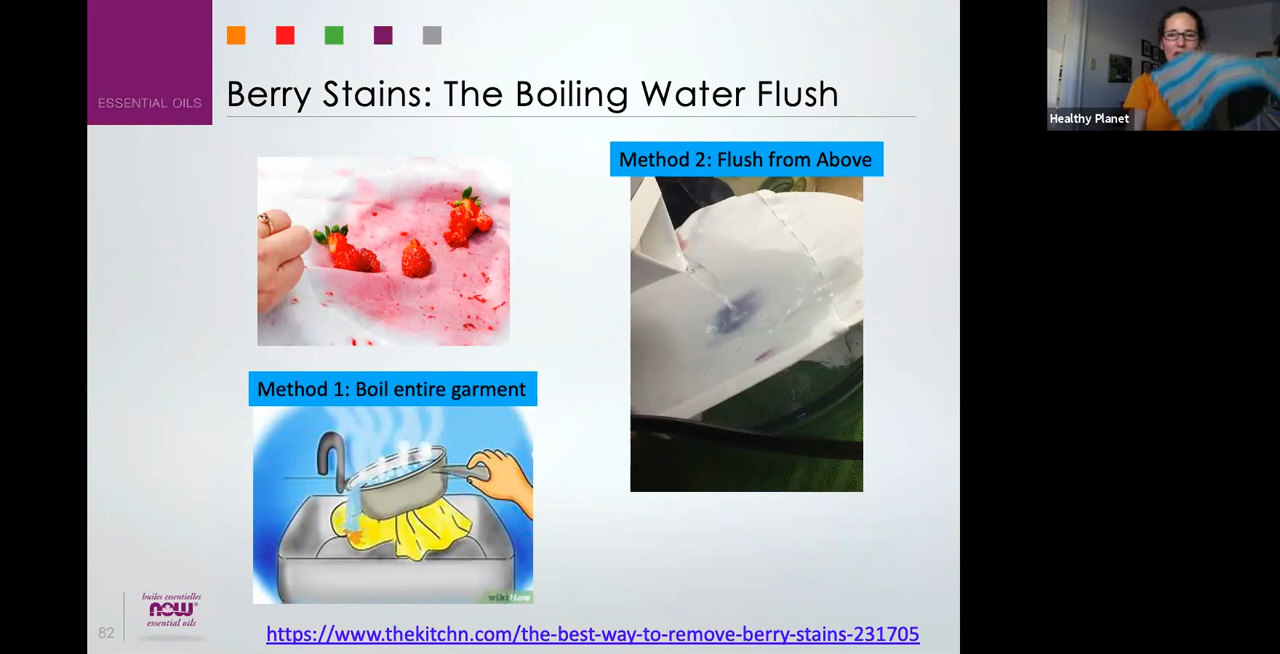 ESSENTIAL OILS
Berry Stains: The Boiling Water Flush
Healthy Planet
Method 2: Flush from Above
Method 1: Boil entire garment
wikiHow
82
huiles essentielles
NOW®
essential oils
https://www.thekitchn.com/the-best-way-to-remove-berry-stains-231705